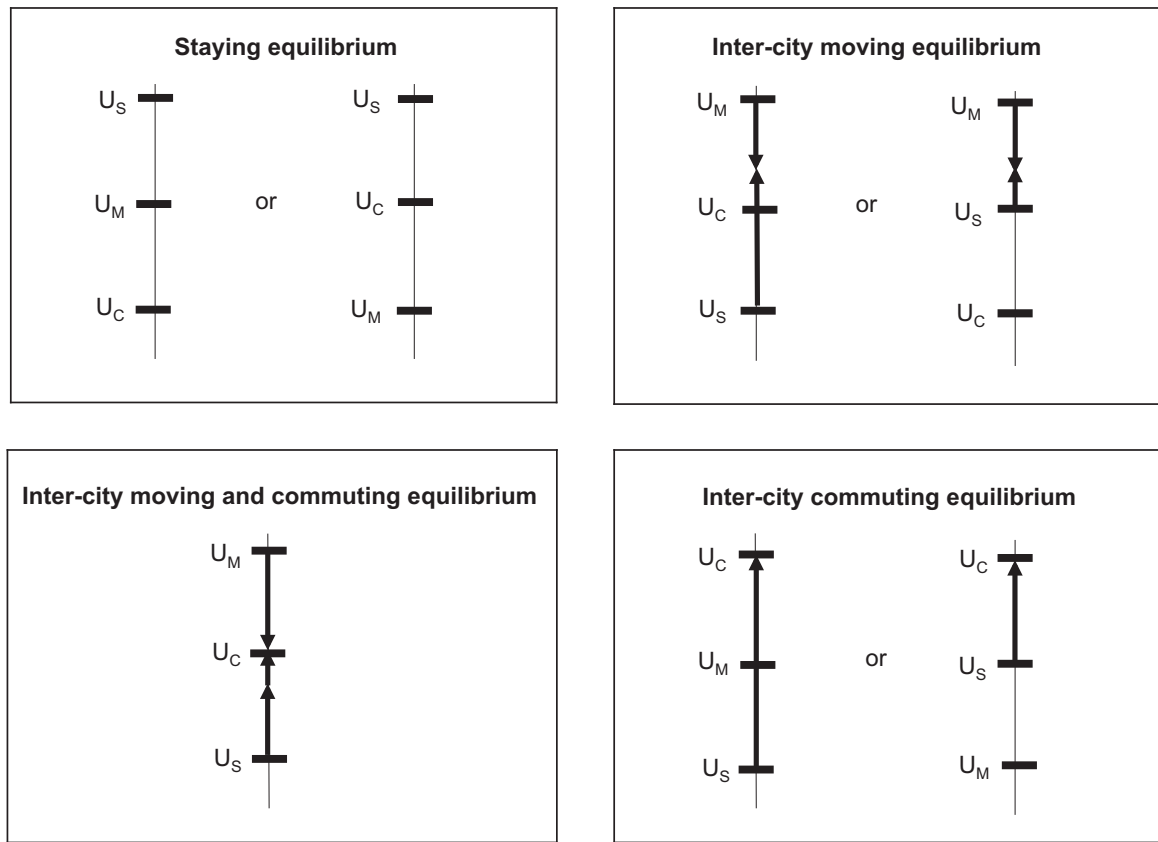 Staying equilibrium
U_S
U_M
U_C
or
U_S
U_C
U_M
Inter-city moving equilibrium
U_M
U_C
U_S
or
U_M
U_S
U_C
Inter-city moving and commuting equilibrium
U_M
U_C
U_S
Inter-city commuting equilibrium
U_C
U_M
U_S
or
U_C
U_S
U_M